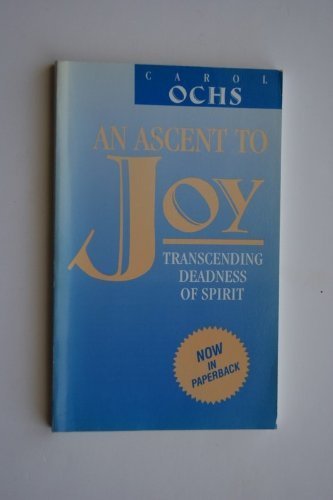 CAROL
OCHS
AN ASCENT TO
JOY
TRANSCENDING
DEADNESS
OF SPIRIT
NOW
IN
PAPERBACK